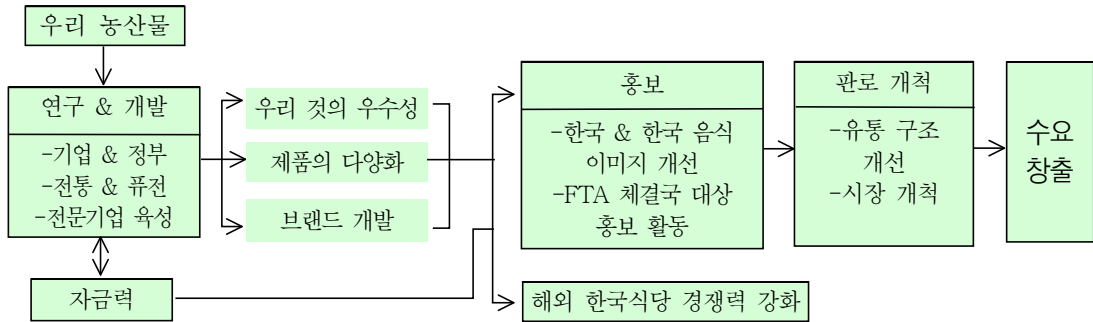 우리 농산물
연구 & 개발
-기업 & 정부
-전통 & 퓨전
-전문기업 육성
자금력
우리 것의 우수성
제품의 다양화
브랜드 개발
홍보
-한국 & 한국 음식
이미지 개선
-FTA 체결국 대상
홍보 활동
해외 한국식당 경쟁력 강화
판로 개척
-유통 구조
개선
-시장 개척
수요
창출